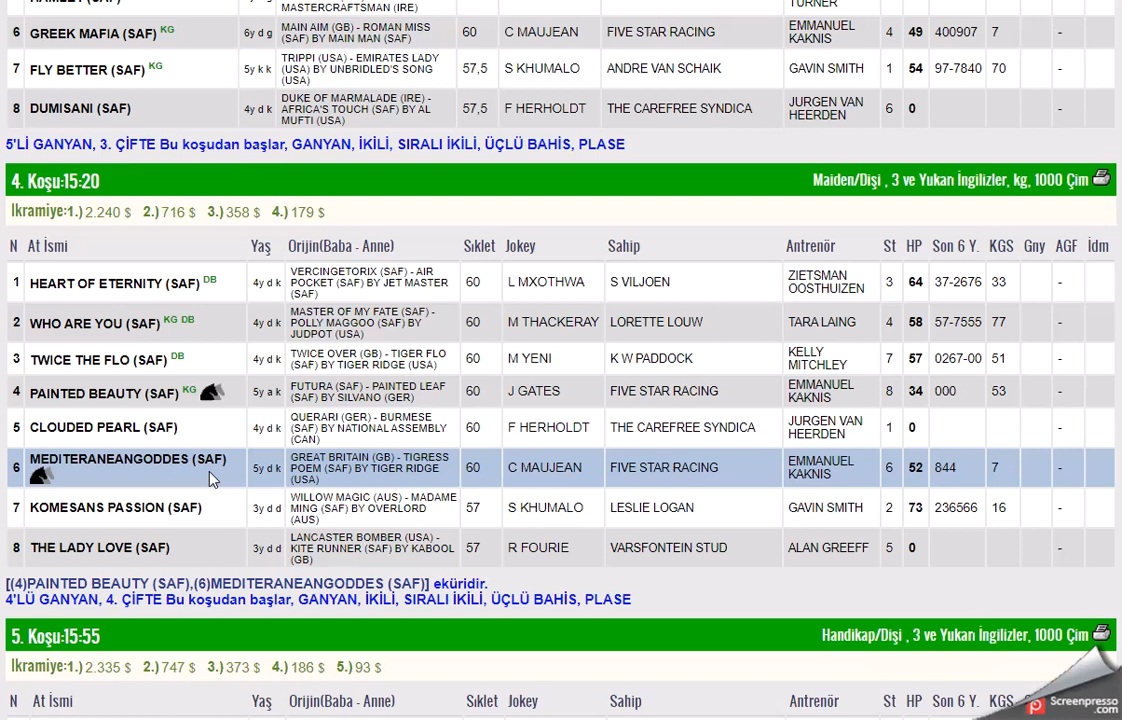 MASTERCRAFTSMAN (IRE)
TURNER
6 GREEK MAFIA (SAF) KG 6y d g MAIN AIM (GB) - ROMAN MISS (SAF) BY MAIN MAN (SAF) 60 C MAUJEAN FIVE STAR RACING EMMANUEL KAKNIS 4 49 400907 7 -
7 FLY BETTER (SAF) KG 5y k k TRIPPI (USA) - EMIRATES LADY (USA) BY UNBRIDLED'S SONG (USA) 57,5 S KHUMALO ANDRE VAN SCHAIK GAVIN SMITH 1 54 97-7840 70 -
8 DUMISANI (SAF) 4y d k DUKE OF MARMALADE (IRE) - AFRICA'S TOUCH (SAF) BY AL MUFTI (USA) 57,5 F HERHOLDT THE CAREFREE SYNDICA JURGEN VAN HEERDEN 6 0 -
5'Lİ GANYAN, 3. ÇİFTE Bu koşudan başlar, GANYAN, İKİLİ, SIRALI İKİLİ, ÜÇLÜ BAHİS, PLASE
4. Koşu:15:20 Maiden/Dişi , 3 ve Yukarı İngilizler, kg, 1000 Çim
İkramiye:1.) 2.240 $ 2.) 716 $ 3.) 358 $ 4.) 179 $
N At İsmi Yaş Orijin(Baba - Anne) Sıklet Jokey Sahip Antrenör St HP Son 6 Y. KGS Gny AGF İdm
1 HEART OF ETERNITY (SAF) DB 4y d k VERCINGETORIX (SAF) - AIR POCKET (SAF) BY JET MASTER (SAF) 60 L MXOTHWA S VILJOEN ZIETSMAN OOSTHUIZEN 3 64 37-2676 33 -
2 WHO ARE YOU (SAF) KG DB 4y d k MASTER OF MY FATE (SAF) - POLLY MAGGOO (SAF) BY JUDPOT (USA) 60 M THACKERAY LORETTE LOUW TARA LAING 4 58 57-7555 77 -
3 TWICE THE FLO (SAF) DB 4y d k TWICE OVER (GB) - TIGER FLO (SAF) BY TIGER RIDGE (USA) 60 M YENI K W PADDOCK KELLY MITCHLEY 7 57 0267-00 51 -
4 PAINTED BEAUTY (SAF) KG 5y a k FUTURA (SAF) - PAINTED LEAF (SAF) BY SILVANO (GER) 60 J GATES FIVE STAR RACING EMMANUEL KAKNIS 8 34 000 53 -
5 CLOUDED PEARL (SAF) 4y d k QUERARI (GER) - BURMESE (SAF) BY NATIONAL ASSEMBLY (CAN) 60 F HERHOLDT THE CAREFREE SYNDICA JURGEN VAN HEERDEN 1 0 -
6 MEDITERANEANGODDES (SAF) 5y d k GREAT BRITAIN (GB) - TIGRESS POEM (SAF) BY TIGER RIDGE (USA) 60 C MAUJEAN FIVE STAR RACING EMMANUEL KAKNIS 6 52 844 7 -
7 KOMESANS PASSION (SAF) 3y d d WILLOW MAGIC (AUS) - MADAME MING (SAF) BY OVERLORD (AUS) 57 S KHUMALO LESLIE LOGAN GAVIN SMITH 2 73 236566 16 -
8 THE LADY LOVE (SAF) 3y d d LANCASTER BOMBER (USA) - KITE RUNNER (SAF) BY KABOOL (GB) 57 R FOURIE VARSFONTEIN STUD ALAN GREEFF 5 0 -
[(4)PAINTED BEAUTY (SAF),(6)MEDITERANEANGODDES (SAF)] eküridir.
4'LÜ GANYAN, 4. ÇİFTE Bu koşudan başlar, GANYAN, İKİLİ, SIRALI İKİLİ, ÜÇLÜ BAHİS, PLASE
5. Koşu:15:55 Handikap/Dişi , 3 ve Yukarı İngilizler, 1000 Çim
İkramiye:1.) 2.335 $ 2.) 747 $ 3.) 373 $ 4.) 186 $ 5.) 93 $
N At İsmi Yaş Orijin(Baba - Anne) Sıklet Jokey Sahip Antrenör St HP Son 6 Y. KGS
Screenpresso.com